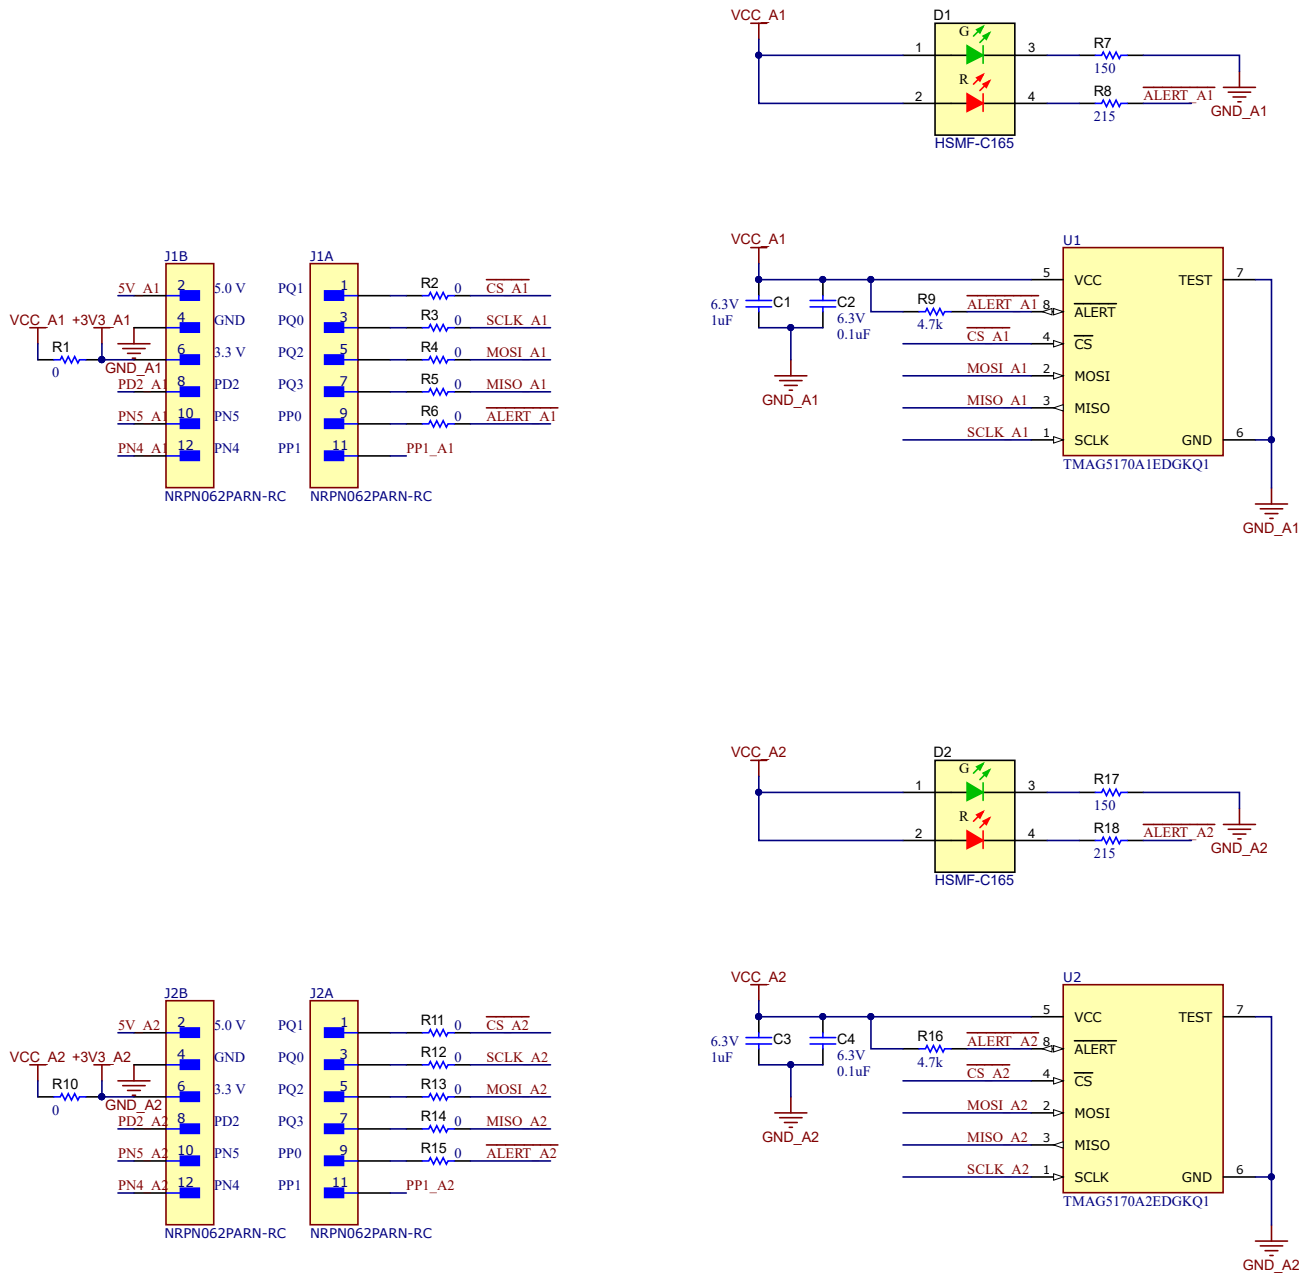 VCC_A1
D1
G
1
3
R7
150
R
2
4
R8
215
ALERT_A1
GND_A1
HSMF-C165
J1B
2
5.0 V
5V_A1
4
GND
VCC_A1
+3V3_A1
R1
0
GND_A1
6
3.3 V
PD2_A1
8
PD2
PN5_A1
10
PN5
PN4_A1
12
PN4
NRPN062PARN-RC
J1A
PQ1
1
R2
0
CS_A1
PQ0
3
R3
0
SCLK_A1
PQ2
5
R4
0
MOSI_A1
PQ3
7
R5
0
MISO_A1
PP0
9
R6
0
ALERT_A1
PP1
11
PP1_A1
NRPN062PARN-RC
VCC_A1
6.3V
1uF
C1
C2
6.3V
0.1uF
GND_A1
R9
4.7k
U1
5
VCC
TEST
7
ALERT_A1
8
ALERT
CS_A1
4
CS
MOSI_A1
2
MOSI
MISO_A1
3
MISO
SCLK_A1
1
SCLK
GND
6
TMAG5170A1EDGKQ1
GND_A1
VCC_A2
D2
G
1
3
R17
150
R
2
4
R18
215
ALERT_A2
GND_A2
HSMF-C165
J2B
2
5.0 V
5V_A2
4
GND
VCC_A2
+3V3_A2
R10
0
GND_A2
6
3.3 V
PD2_A2
8
PD2
PN5_A2
10
PN5
PN4_A2
12
PN4
NRPN062PARN-RC
J2A
PQ1
1
R11
0
CS_A2
PQ0
3
R12
0
SCLK_A2
PQ2
5
R13
0
MOSI_A2
PQ3
7
R14
0
MISO_A2
PP0
9
R15
0
ALERT_A2
PP1
11
PP1_A2
NRPN062PARN-RC
VCC_A2
6.3V
1uF
C3
C4
6.3V
0.1uF
GND_A2
R16
4.7k
U2
5
VCC
TEST
7
ALERT_A2
8
ALERT
CS_A2
4
CS
MOSI_A2
2
MOSI
MISO_A2
3
MISO
SCLK_A2
1
SCLK
GND
6
TMAG5170A2EDGKQ1
GND_A2